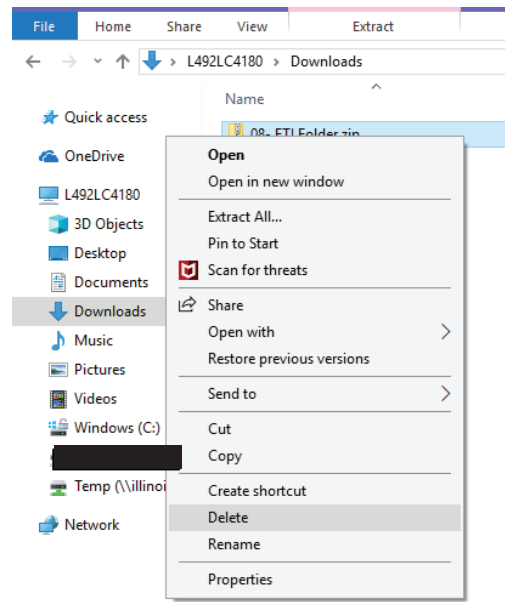 File Home Share View Extract
L492LC4180 > Downloads
Name
Quick access
08- FTI Folder.zip
OneDrive
L492LC4180
3D Objects
Desktop
Documents
Downloads
Music
Pictures
Videos
Windows (C:)
Temp (\\illinoi
Network
Open
Open in new window
Extract All...
Pin to Start
Scan for threats
Share
Open with
Restore previous versions
Send to
Cut
Copy
Create shortcut
Delete
Rename
Properties